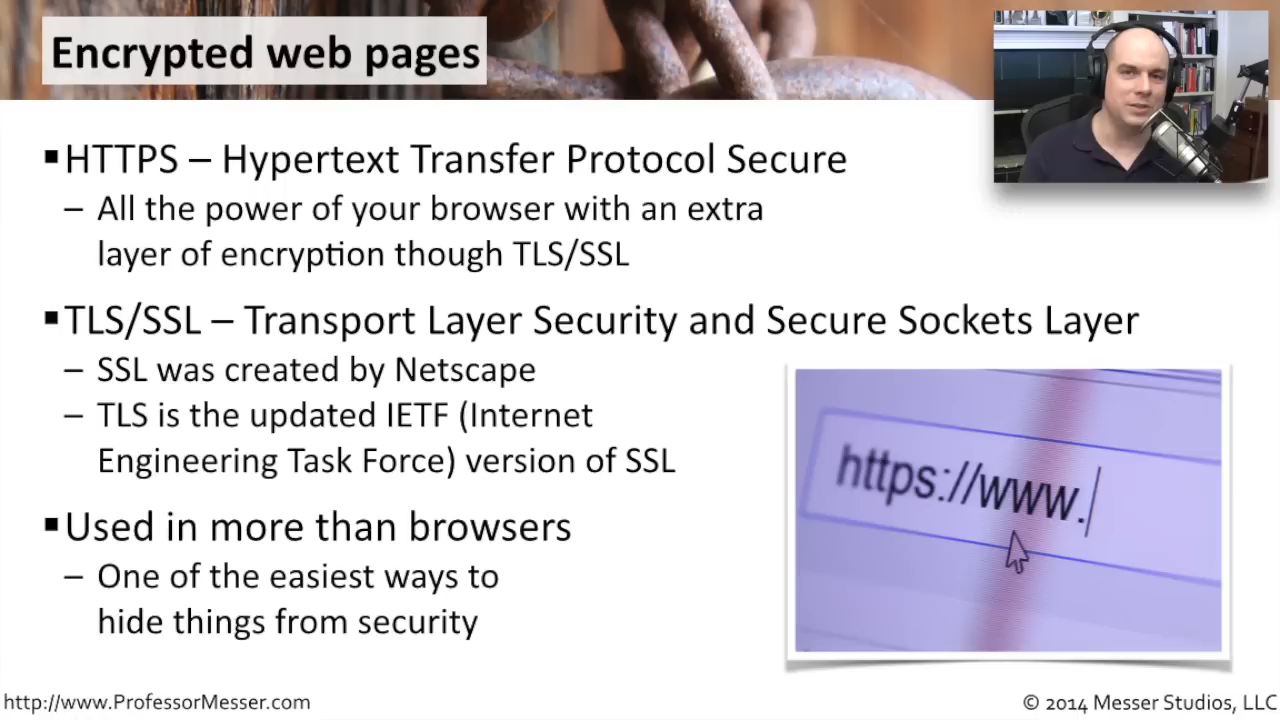 Encrypted web pages
▪HTTPS – Hypertext Transfer Protocol Secure
– All the power of your browser with an extra
layer of encryption though TLS/SSL
▪TLS/SSL – Transport Layer Security and Secure Sockets Layer
– SSL was created by Netscape
– TLS is the updated IETF (Internet
Engineering Task Force) version of SSL
https://www.
▪Used in more than browsers
– One of the easiest ways to
hide things from security
http://www.ProfessorMesser.com
© 2014 Messer Studios, LLC